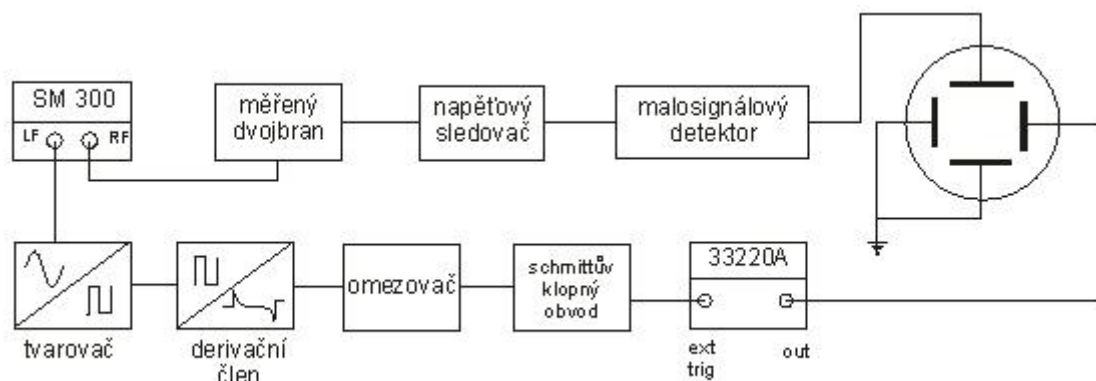 SM 300
LF
RF
měřený
dvojbran
napěťový
sledovač
malosignálový
detektor
tvarovač
derivační
člen
omezovač
schmittův
klopný
obvod
33220A
ext
trig
out